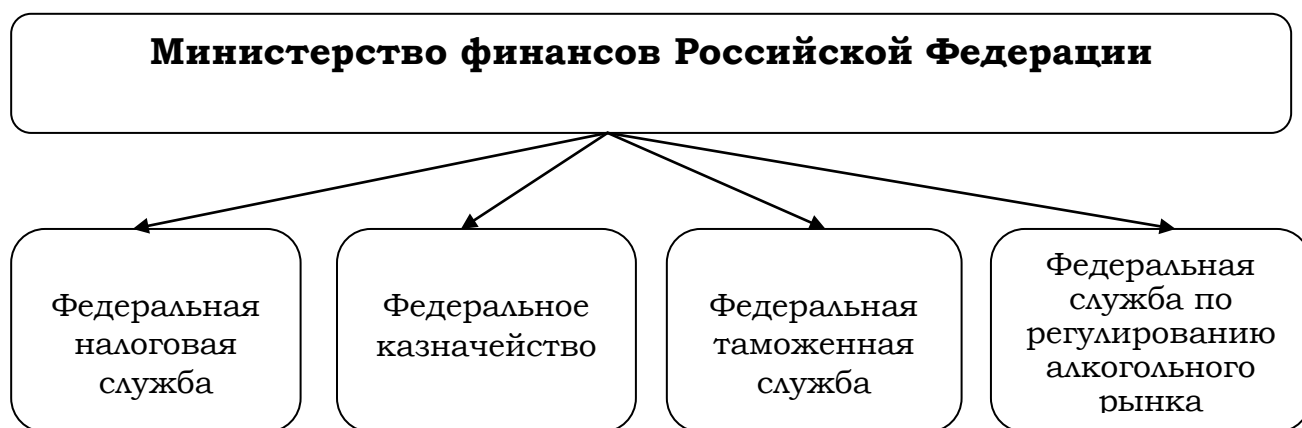 Министерство финансов Российской Федерации
Федеральная
налоговая
служба
Федеральное
казначейство
Федеральная
таможенная
служба
Федеральная
служба по
регулированию
алкогольного
рынка